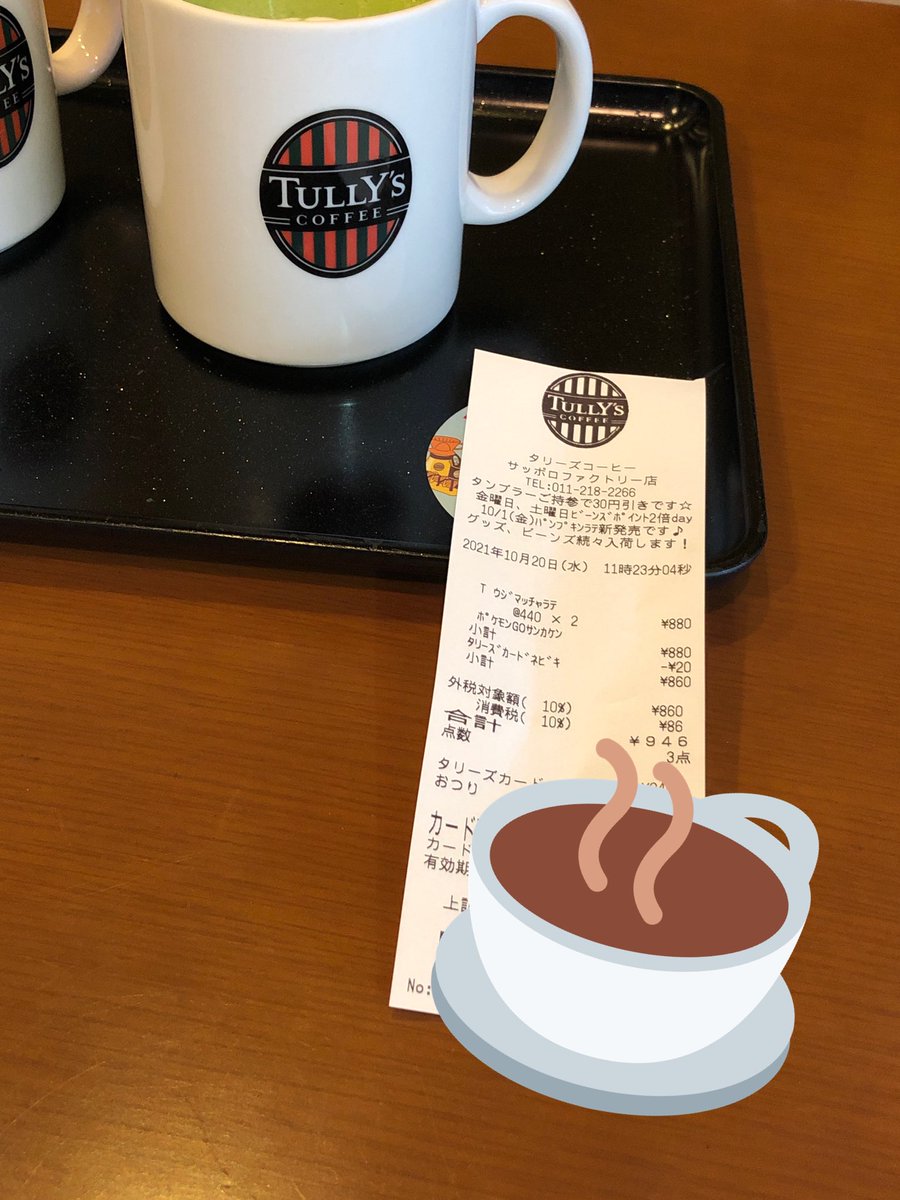 LY's
EE
TULLY'S
COFFEE
TULLY'S
COFFEE
タリーズコーヒー
サッポロファクトリー店
TEL:011-218-2266
タンブラーご持参で30円引きです☆
金曜日、土曜日ﾋﾞｰﾝｽﾞﾎﾟｲﾝﾄ2倍day
10/1(金)ﾊﾟﾝﾌﾟｷﾝﾗﾃ新発売です♪
グッズ、ビーンズ続々入荷します！
2021年10月20日(水) 11時23分04秒
T ｳｼﾞﾏｯﾁｬﾗﾃ
@440 × 2 ¥880
ﾎﾟｹﾓﾝGOｻﾝｶｹﾝ
小計 ¥880
ﾀﾘｰｽﾞｶｰﾄﾞﾈﾋﾞｷ -¥20
小計 ¥860
外税対象額( 10%) ¥860
消費税( 10%) ¥86
合計 ¥946
点数 3点
タリーズカード
おつり
カード
カード
有効期
No: